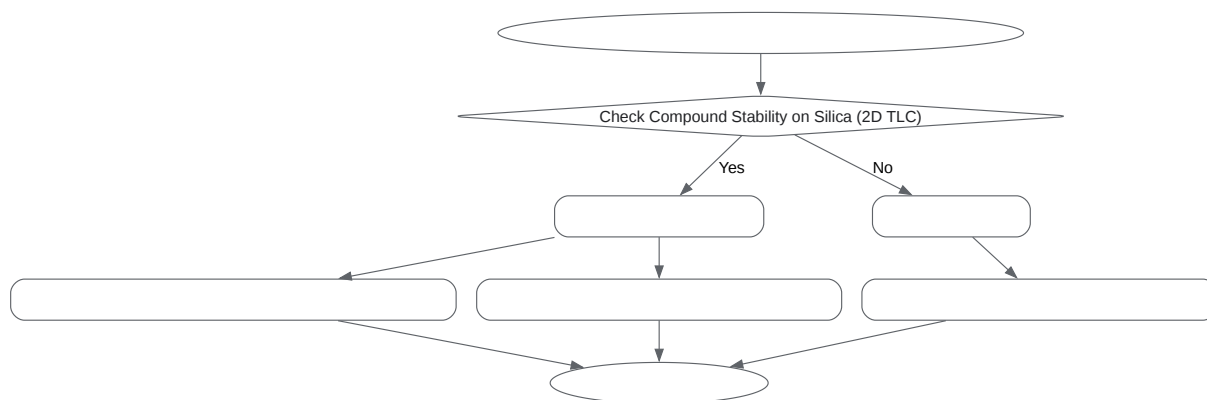 Check Compound Stability on Silica (2D TLC)
Yes
No